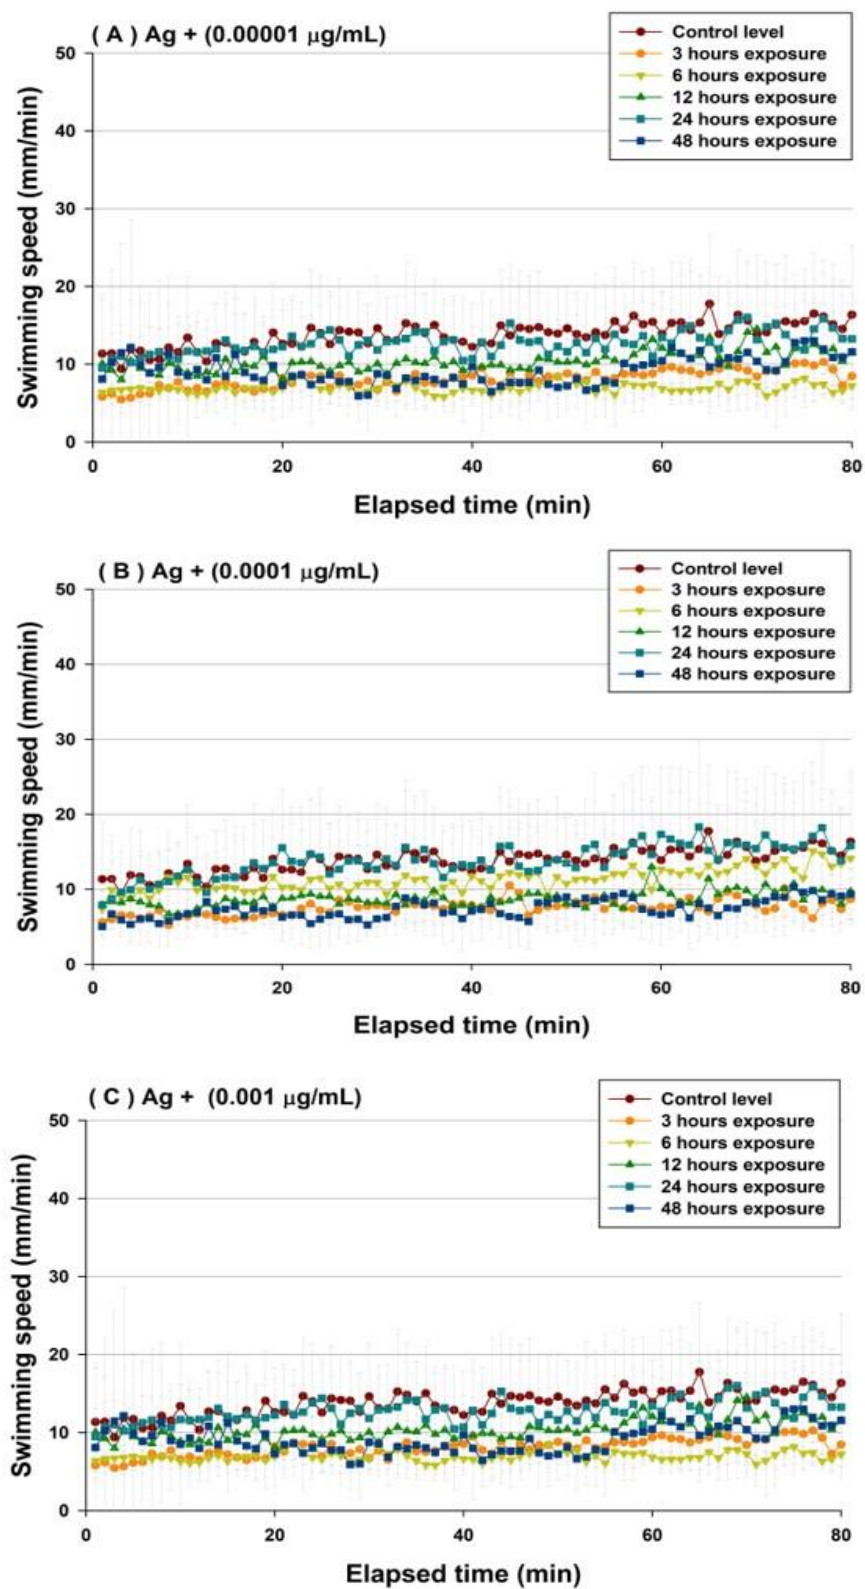 ( A ) Ag + (0.00001 μg/mL)
Control level
3 hours exposure
6 hours exposure
12 hours exposure
24 hours exposure
48 hours exposure
Swimming speed (mm/min)
50
40
30
20
10
0
0 20 40 60 80
Elapsed time (min)
( B ) Ag + (0.0001 μg/mL)
Control level
3 hours exposure
6 hours exposure
12 hours exposure
24 hours exposure
48 hours exposure
Swimming speed (mm/min)
50
40
30
20
10
0
0 20 40 60 80
Elapsed time (min)
( C ) Ag + (0.001 μg/mL)
Control level
3 hours exposure
6 hours exposure
12 hours exposure
24 hours exposure
48 hours exposure
Swimming speed (mm/min)
50
40
30
20
10
0
0 20 40 60 80
Elapsed time (min)